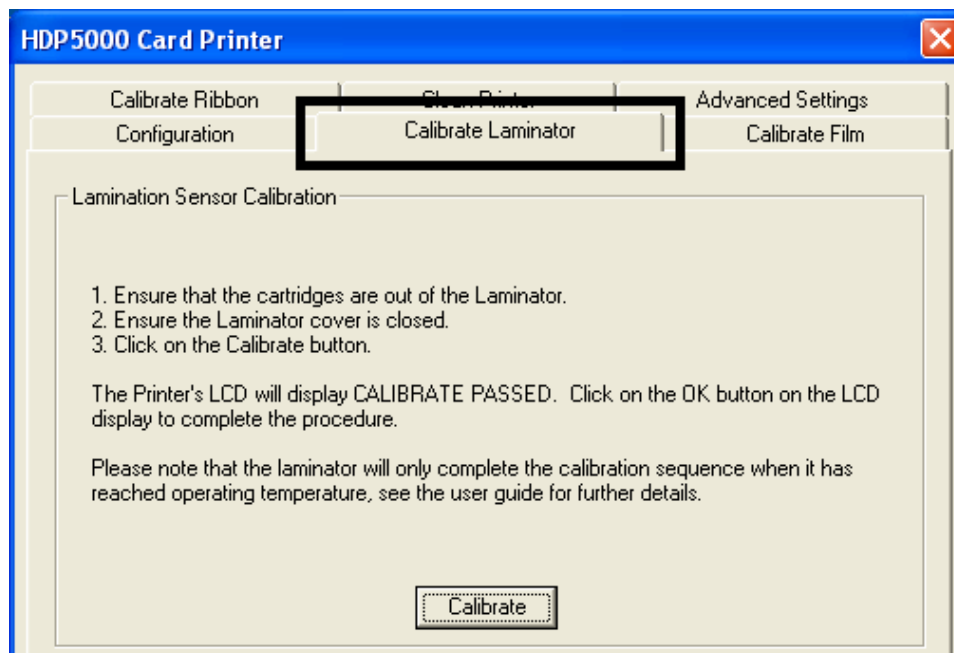 HDP5000 Card Printer
Calibrate Ribbon Clean Printer Advanced Settings
Configuration Calibrate Laminator Calibrate Film
Lamination Sensor Calibration
1. Ensure that the cartridges are out of the Laminator.
2. Ensure the Laminator cover is closed.
3. Click on the Calibrate button.
The Printer's LCD will display CALIBRATE PASSED. Click on the OK button on the LCD
display to complete the procedure.
Please note that the laminator will only complete the calibration sequence when it has
reached operating temperature, see the user guide for further details.
Calibrate